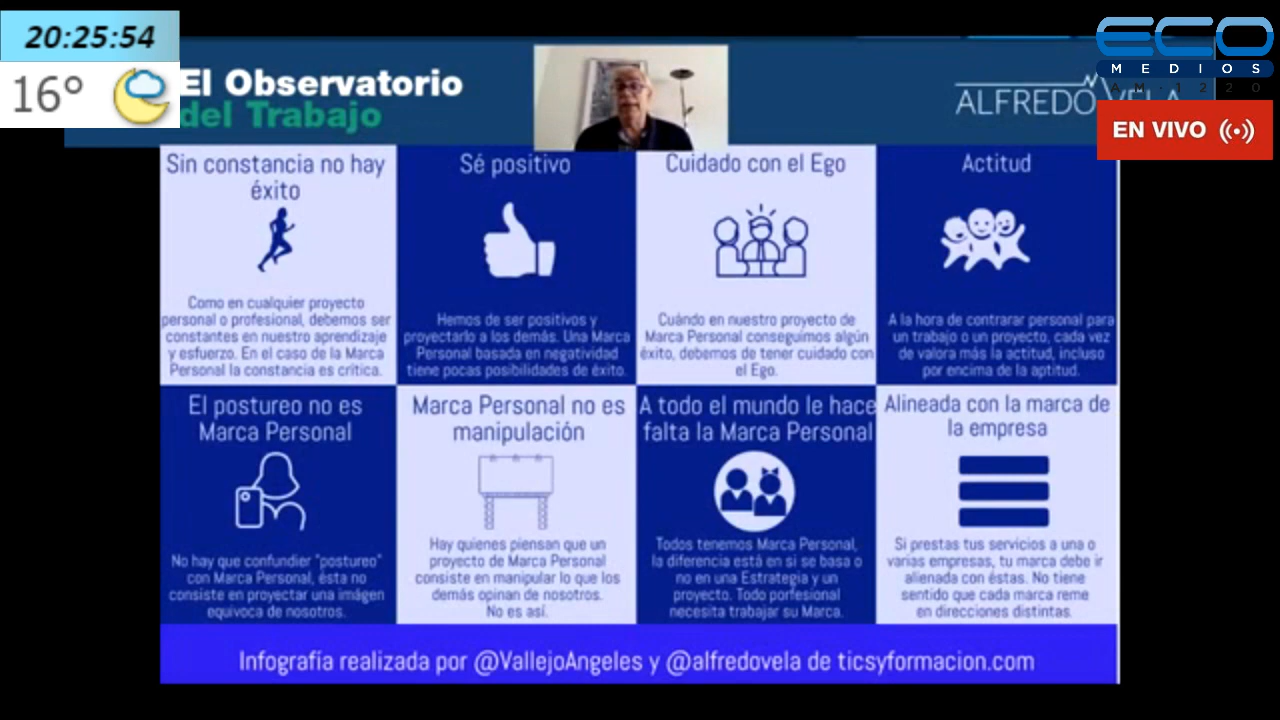 20:25:54
16°
El Observatorio
del Trabajo
ALFREDO VELA
ECO
MEDIOS
AM·1220
EN VIVO
Sin constancia no hay
éxito
Como en cualquier proyecto
personal o profesional, debemos ser
constantes en nuestro aprendizaje
y esfuerzo. En el caso de la Marca
Personal la constancia es crítica.
Sé positivo
Hemos de ser positivos y
proyectarlo a los demás. Una Marca
Personal basada en negatividad
tiene pocas posibilidades de éxito.
Cuidado con el Ego
Cuándo en nuestro proyecto de
Marca Personal conseguimos algún
éxito, debemos de tener cuidado con
el Ego.
Actitud
A la hora de contrarar personal para
un trabajo o un proyecto, cada vez
de valora más la actitud, incluso
por encima de la aptitud.
El postureo no es
Marca Personal
No hay que confundier "postureo"
con Marca Personal, ésta no
consiste en proyectar una imágen
equivoca de nosotros.
Marca Personal no es
manipulación
Hay quienes piensan que un
proyecto de Marca Personal
consiste en manipular lo que los
demás opinan de nosotros.
No es así.
A todo el mundo le hace
falta la Marca Personal
Todos tenemos Marca Personal,
la diferencia está en si se basa o
no en una Estrategia y un
proyecto. Todo porfesional
necesita trabajar su Marca.
Alineada con la marca de
la empresa
Si prestas tus servicios a una o
varias empresas, tu marca debe ir
alienada con éstas. No tiene
sentido que cada marca reme
en direcciones distintas.
Infografía realizada por @VallejoAngeles y @alfredovela de ticsyformacion.com